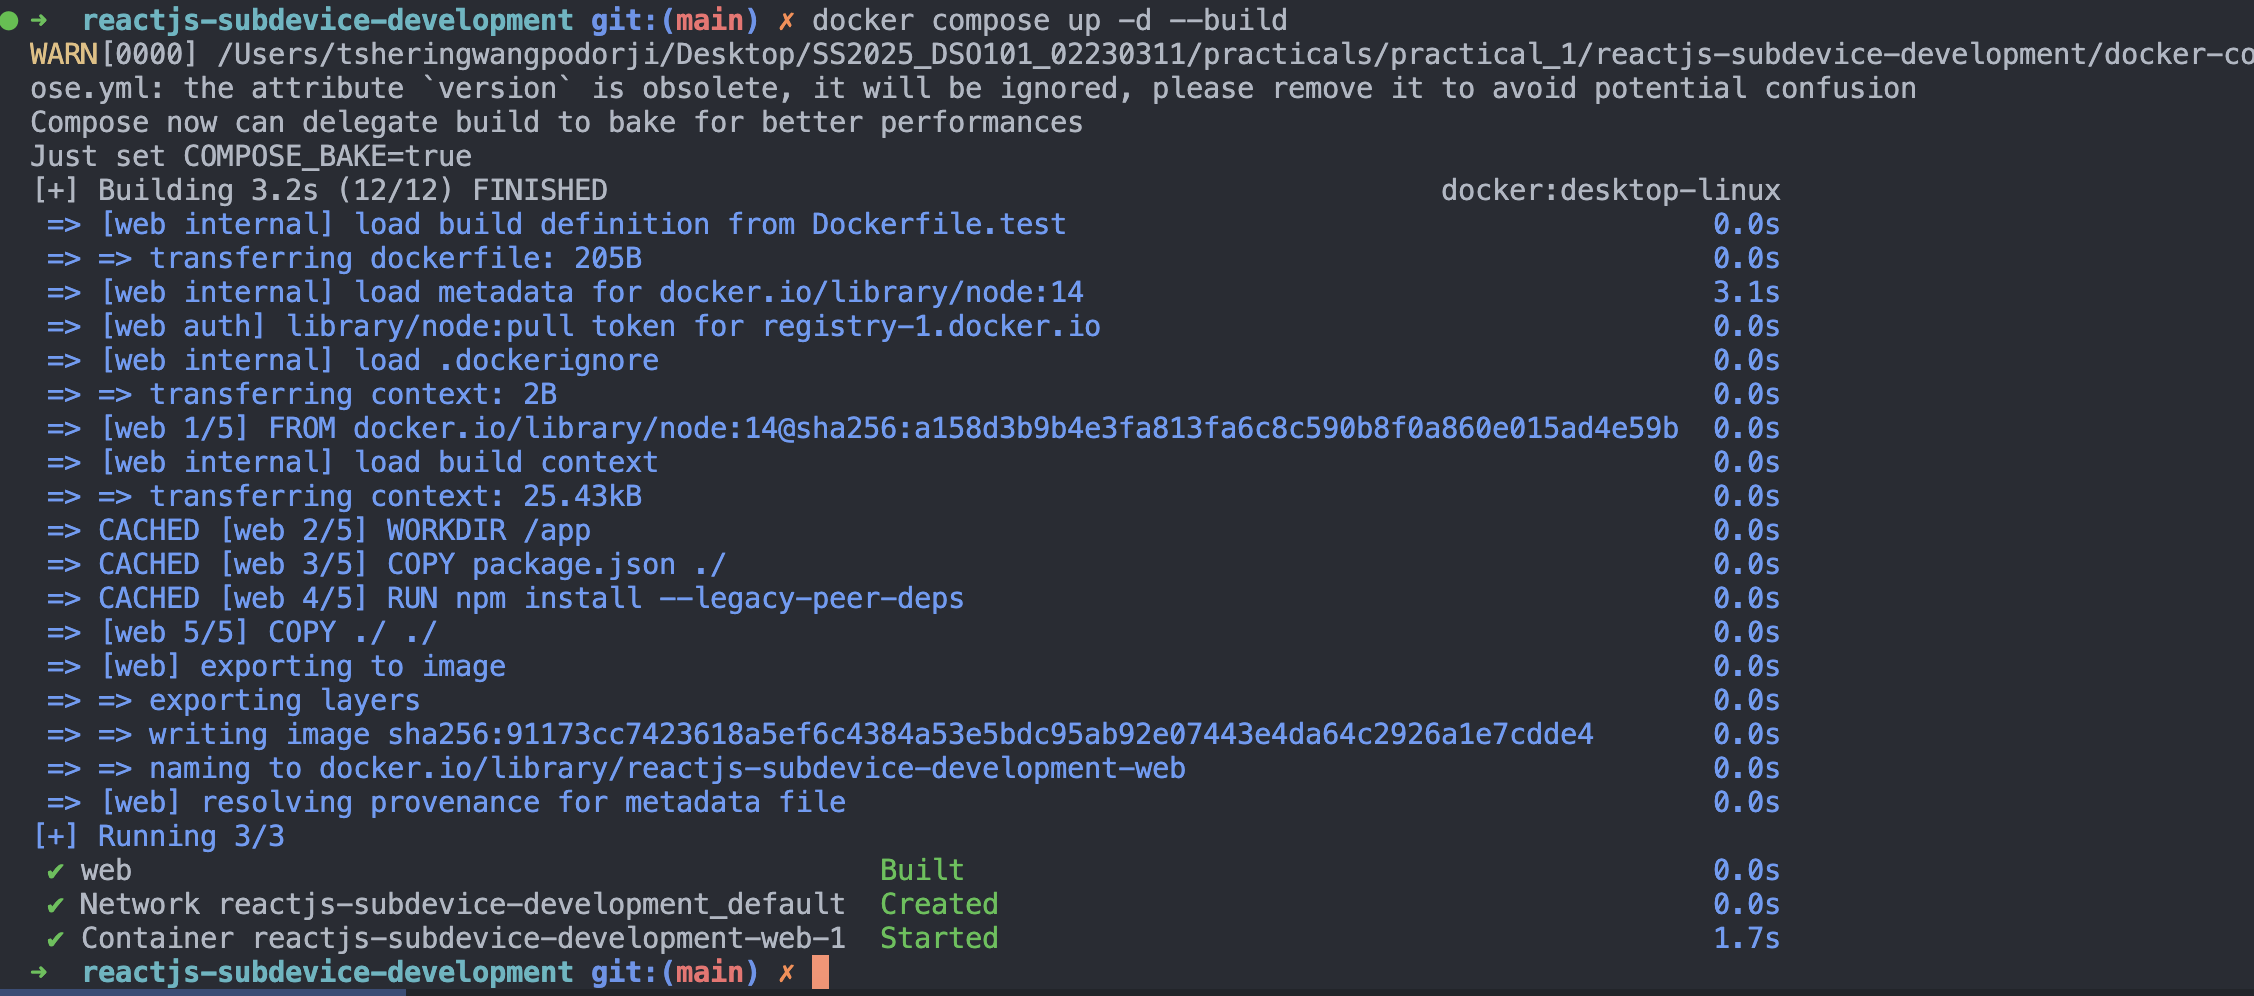 ➜ reactjs-subdevice-development git:(main) ✗ docker compose up -d --build
WARN[0000] /Users/tsheringwangpodorji/Desktop/SS2025_DSO101_02230311/practicals/practical_1/reactjs-subdevice-development/docker-co
ose.yml: the attribute `version` is obsolete, it will be ignored, please remove it to avoid potential confusion
Compose now can delegate build to bake for better performances
Just set COMPOSE_BAKE=true
[+] Building 3.2s (12/12) FINISHED docker:desktop-linux
=> [web internal] load build definition from Dockerfile.test 0.0s
=> => transferring dockerfile: 205B 0.0s
=> [web internal] load metadata for docker.io/library/node:14 3.1s
=> [web auth] library/node:pull token for registry-1.docker.io 0.0s
=> [web internal] load .dockerignore 0.0s
=> => transferring context: 2B 0.0s
=> [web 1/5] FROM docker.io/library/node:14@sha256:a158d3b9b4e3fa813fa6c8c590b8f0a860e015ad4e59b 0.0s
=> [web internal] load build context 0.0s
=> => transferring context: 25.43kB 0.0s
=> CACHED [web 2/5] WORKDIR /app 0.0s
=> CACHED [web 3/5] COPY package.json ./ 0.0s
=> CACHED [web 4/5] RUN npm install --legacy-peer-deps 0.0s
=> [web 5/5] COPY ./ ./ 0.0s
=> [web] exporting to image 0.0s
=> => exporting layers 0.0s
=> => writing image sha256:91173cc7423618a5ef6c4384a53e5bdc95ab92e07443e4da64c2926a1e7cdde4 0.0s
=> => naming to docker.io/library/reactjs-subdevice-development-web 0.0s
=> [web] resolving provenance for metadata file 0.0s
[+] Running 3/3
✔ web Built 0.0s
✔ Network reactjs-subdevice-development_default Created 0.0s
✔ Container reactjs-subdevice-development-web-1 Started 1.7s
➜ reactjs-subdevice-development git:(main) ✗